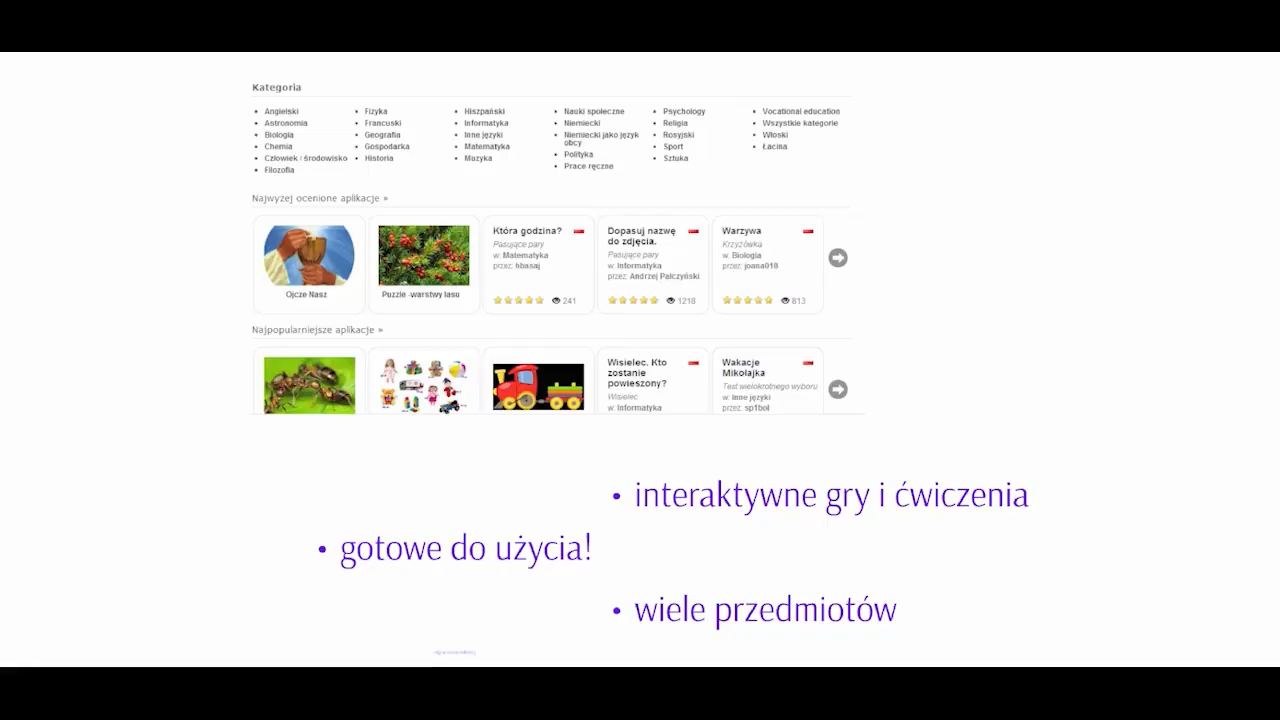 Kategoria
Angielski
Astronomia
Biologia
Chemia
Człowiek i środowisko
Filozofia
Fizyka
Francuski
Geografia
Gospodarka
Historia
Hiszpański
Informatyka
Inne języki
Matematyka
Muzyka
Nauki społeczne
Niemiecki
Niemiecki jako język
obcy
Polityka
Prace ręczne
Psychology
Religia
Rosyjski
Sport
Sztuka
Vocational education
Wszystkie kategorie
Włoski
Łacina
Najwyżej ocenione aplikacje »
Ojcze Nasz
Puzzle -warstwy lasu
Która godzina?
Pasujące pary
w: Matematyka
przez: hbasaj
241
Dopasuj nazwę
do zdjęcia.
Pasujące pary
w: Informatyka
przez: Andrzej Pałczyński
1218
Warzywa
Krzyżówka
w: Biologia
przez: joana018
813
Najpopularniejsze aplikacje »
Wisielec. Kto
zostanie
powieszony?
Wisielec
w: Informatyka
Wakacje
Mikołajka
Test wielokrotnego wyboru
w: Inne języki
przez: sp1bol
• interaktywne gry i ćwiczenia
• gotowe do użycia!
• wiele przedmiotów